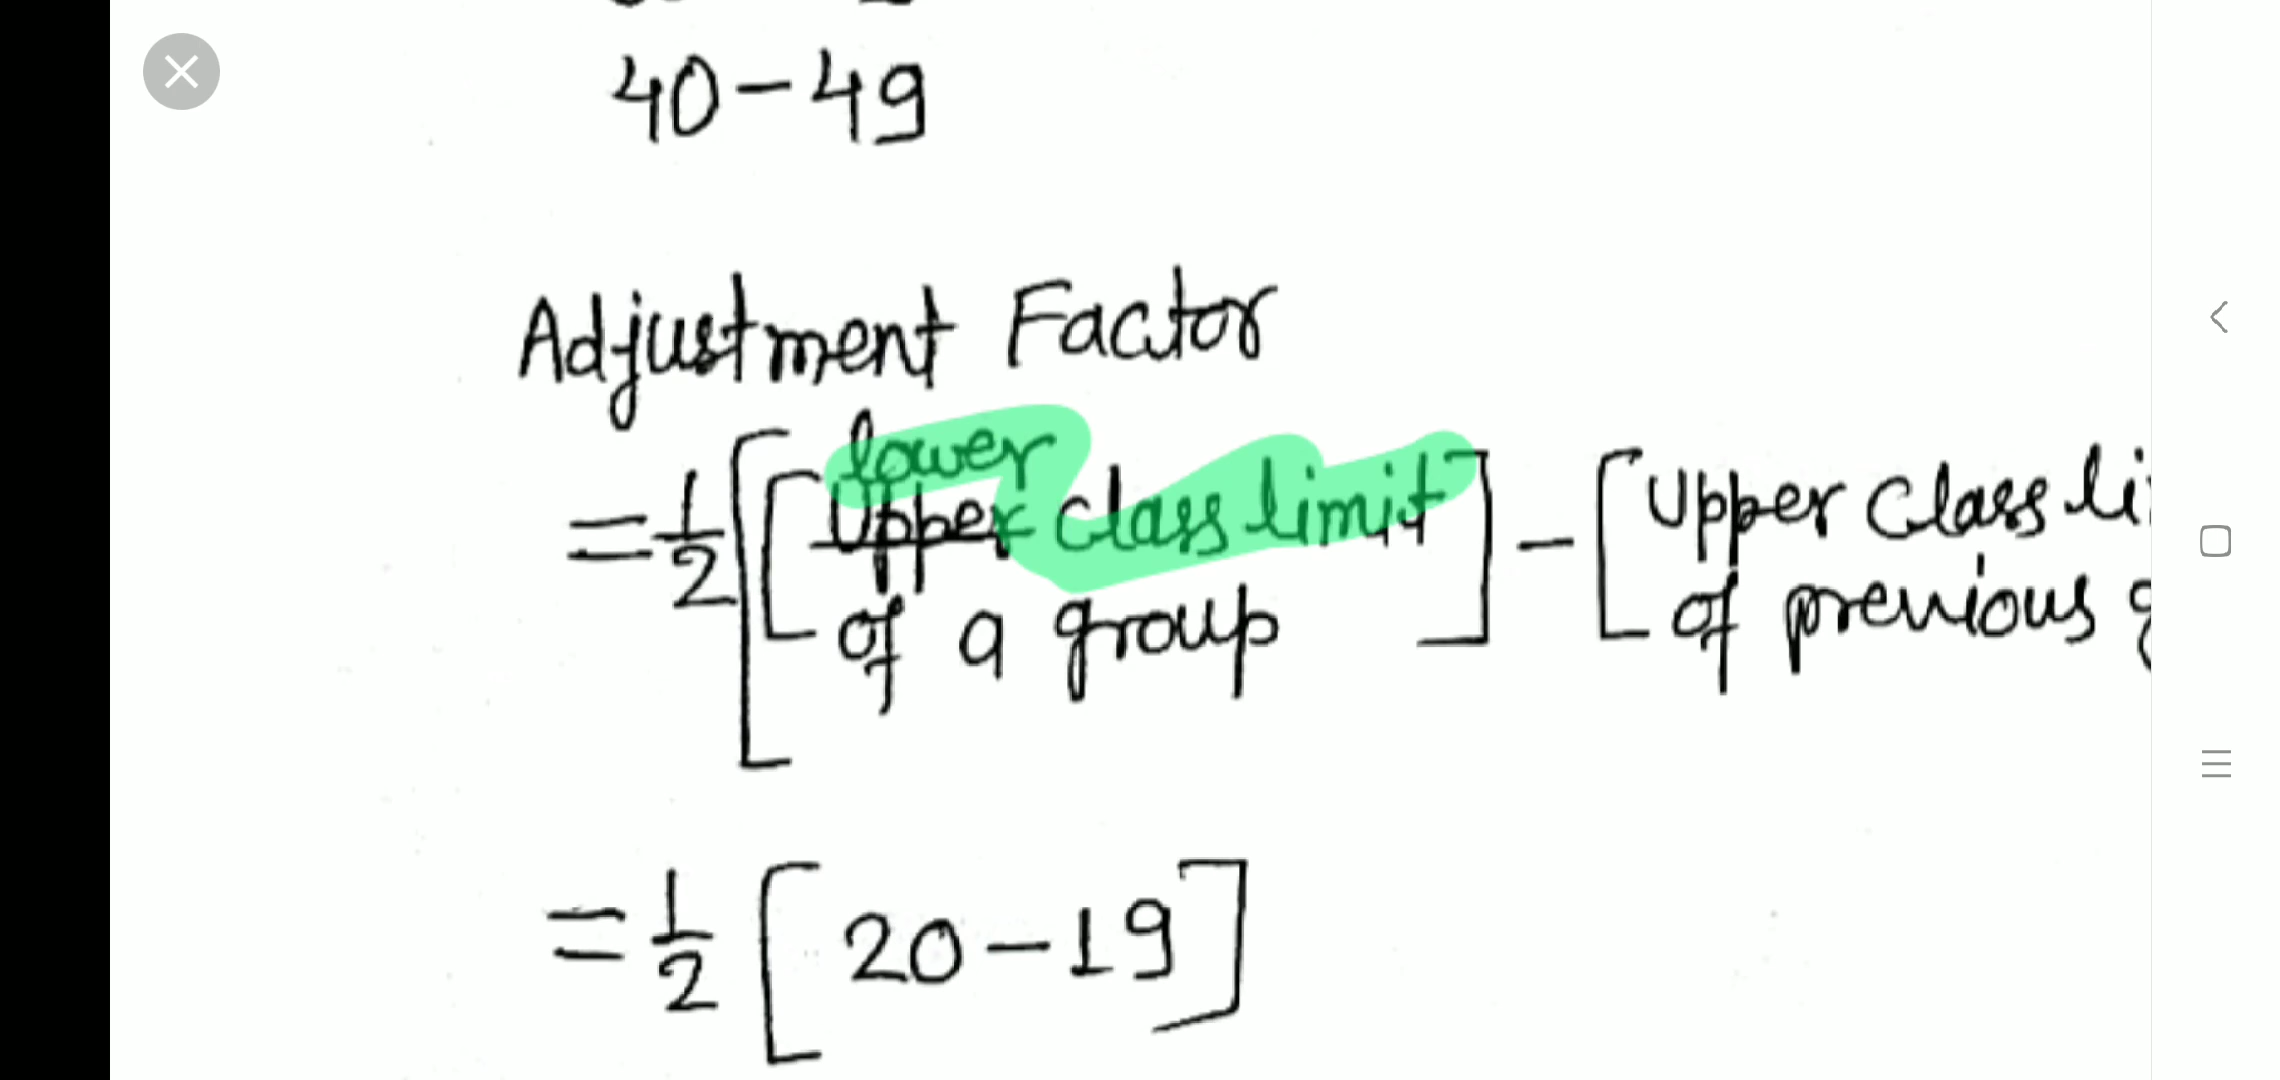 40-49
Adjustment Factor
lower
= 1/2 [ [ Upper class limit ] - [ Upper class li
of a group of previous
= 1/2 [ 20-19 ]